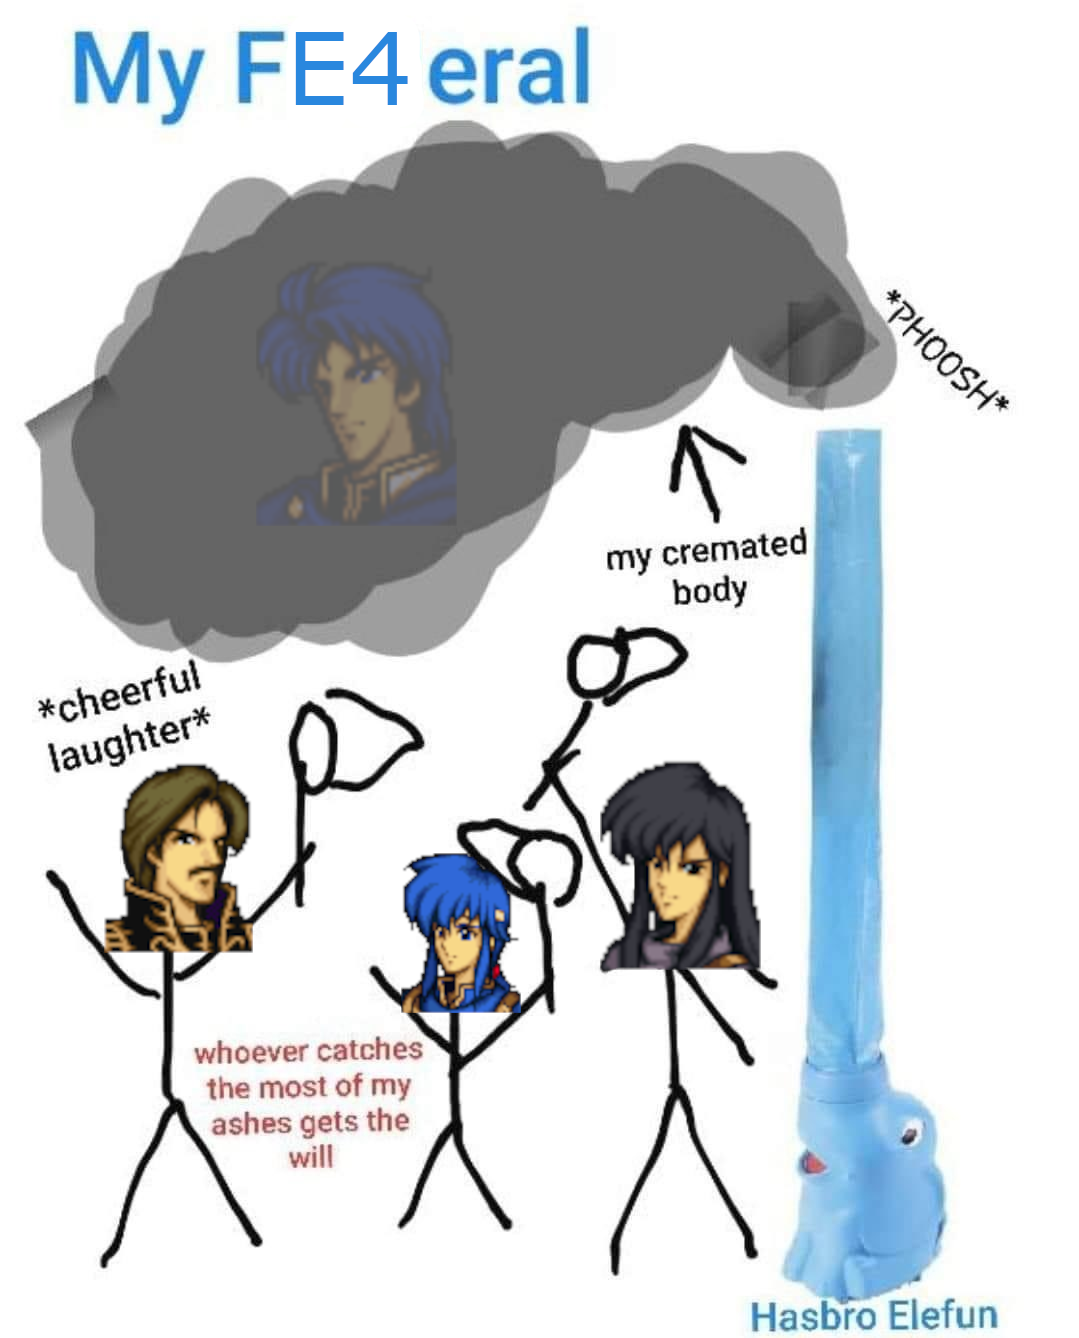 My FE4 eral
*PHOOSH*
my cremated
body
*cheerful
laughter*
whoever catches
the most of my
ashes gets the
will
Hasbro Elefun